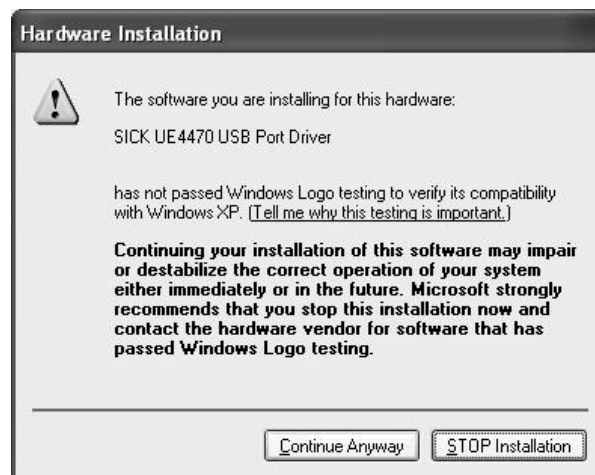 Hardware Installation
The software you are installing for this hardware:
SICK UE4470 USB Port Driver
has not passed Windows Logo testing to verify its compatibility
with Windows XP. (Tell me why this testing is important.)
Continuing your installation of this software may impair
or destabilize the correct operation of your system
either immediately or in the future. Microsoft strongly
recommends that you stop this installation now and
contact the hardware vendor for software that has
passed Windows Logo testing.
Continue Anyway
STOP Installation